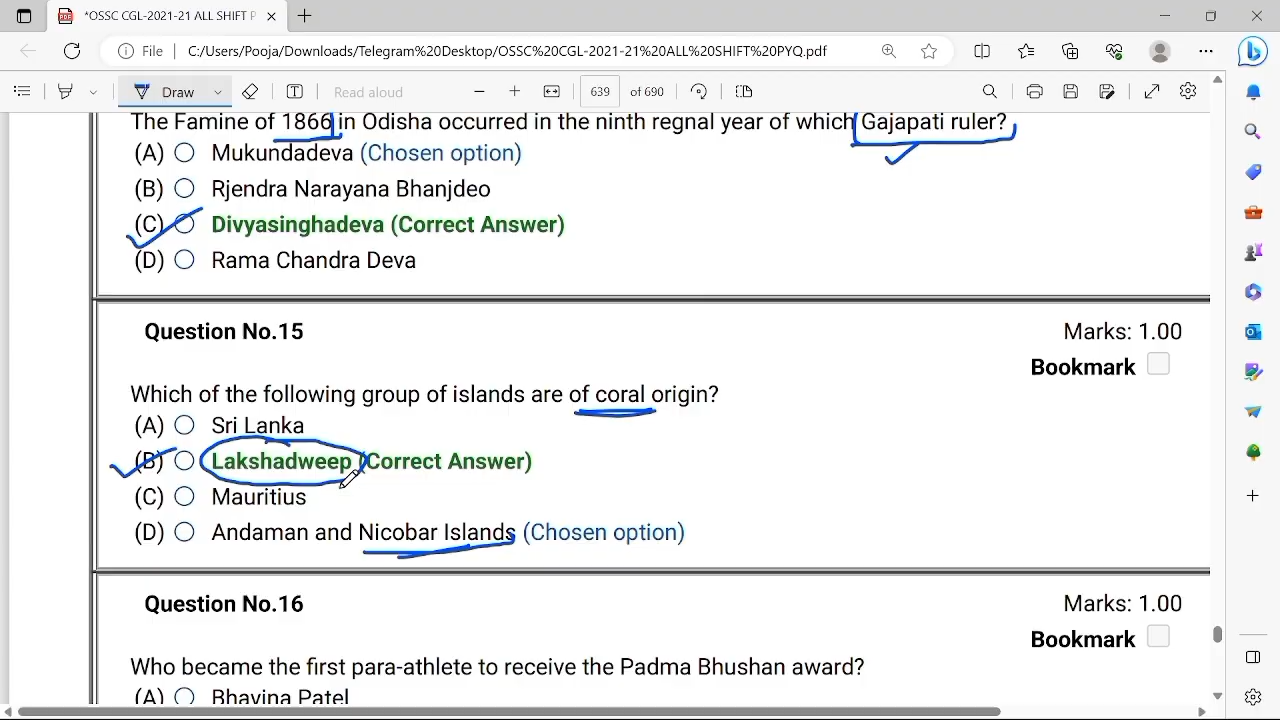 *OSSC CGL-2021-21 ALL SHIFT P
File C:/Users/Pooja/Downloads/Telegram%20Desktop/OSSC%20CGL-2021-21%20ALL%20SHIFT%20PYQ.pdf
Draw Read aloud 639 of 690
The Famine of 1866 in Odisha occurred in the ninth regnal year of which Gajapati ruler?
(A) Mukundadeva (Chosen option)
(B) Rjendra Narayana Bhanjdeo
(C) Divyasinghadeva (Correct Answer)
(D) Rama Chandra Deva
Question No.15 Marks: 1.00
Bookmark
Which of the following group of islands are of coral origin?
(A) Sri Lanka
(B) Lakshadweep (Correct Answer)
(C) Mauritius
(D) Andaman and Nicobar Islands (Chosen option)
Question No.16 Marks: 1.00
Bookmark
Who became the first para-athlete to receive the Padma Bhushan award?
(A) Bhavina Patel